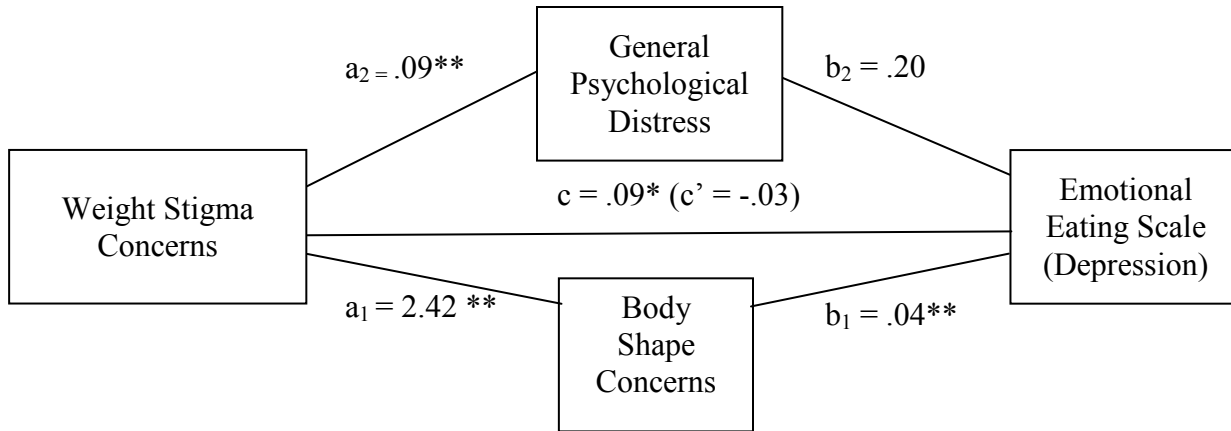 General
Psychological
Distress
a₂ = .09**
b₂ = .20
Weight Stigma
Concerns
c = .09* (c’ = -.03)
Emotional
Eating Scale
(Depression)
a₁ = 2.42 **
Body
Shape
Concerns
b₁ = .04**